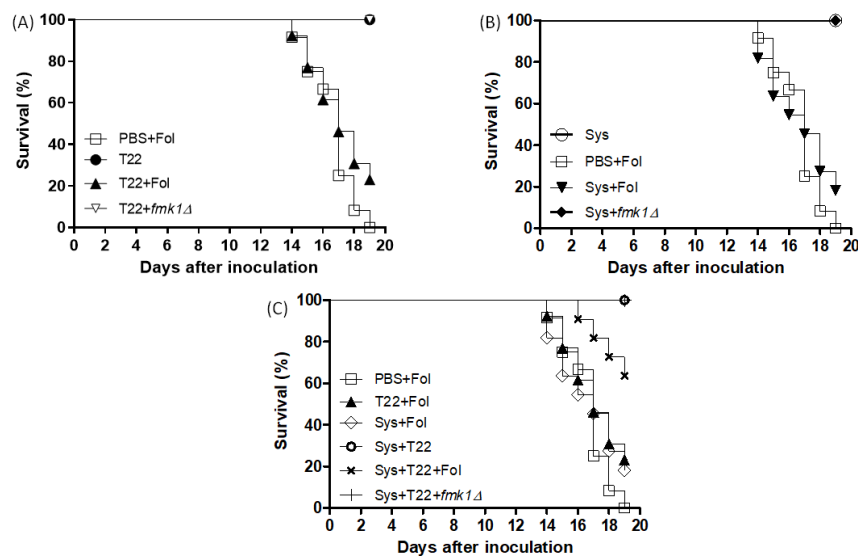 (A)
Survival (%)
100
80
60
40
20
0
PBS+Fol
T22
T22+Fol
T22+fmk1Δ
0 2 4 6 8 10 12 14 16 18 20
Days after inoculation
(B)
Survival (%)
100
80
60
40
20
0
Sys
PBS+Fol
Sys+Fol
Sys+fmk1Δ
0 2 4 6 8 10 12 14 16 18 20
Days after inoculation
(C)
Survival (%)
100
80
60
40
20
0
PBS+Fol
T22+Fol
Sys+Fol
Sys+T22
Sys+T22+Fol
Sys+T22+fmk1Δ
0 2 4 6 8 10 12 14 16 18 20
Days after inoculation